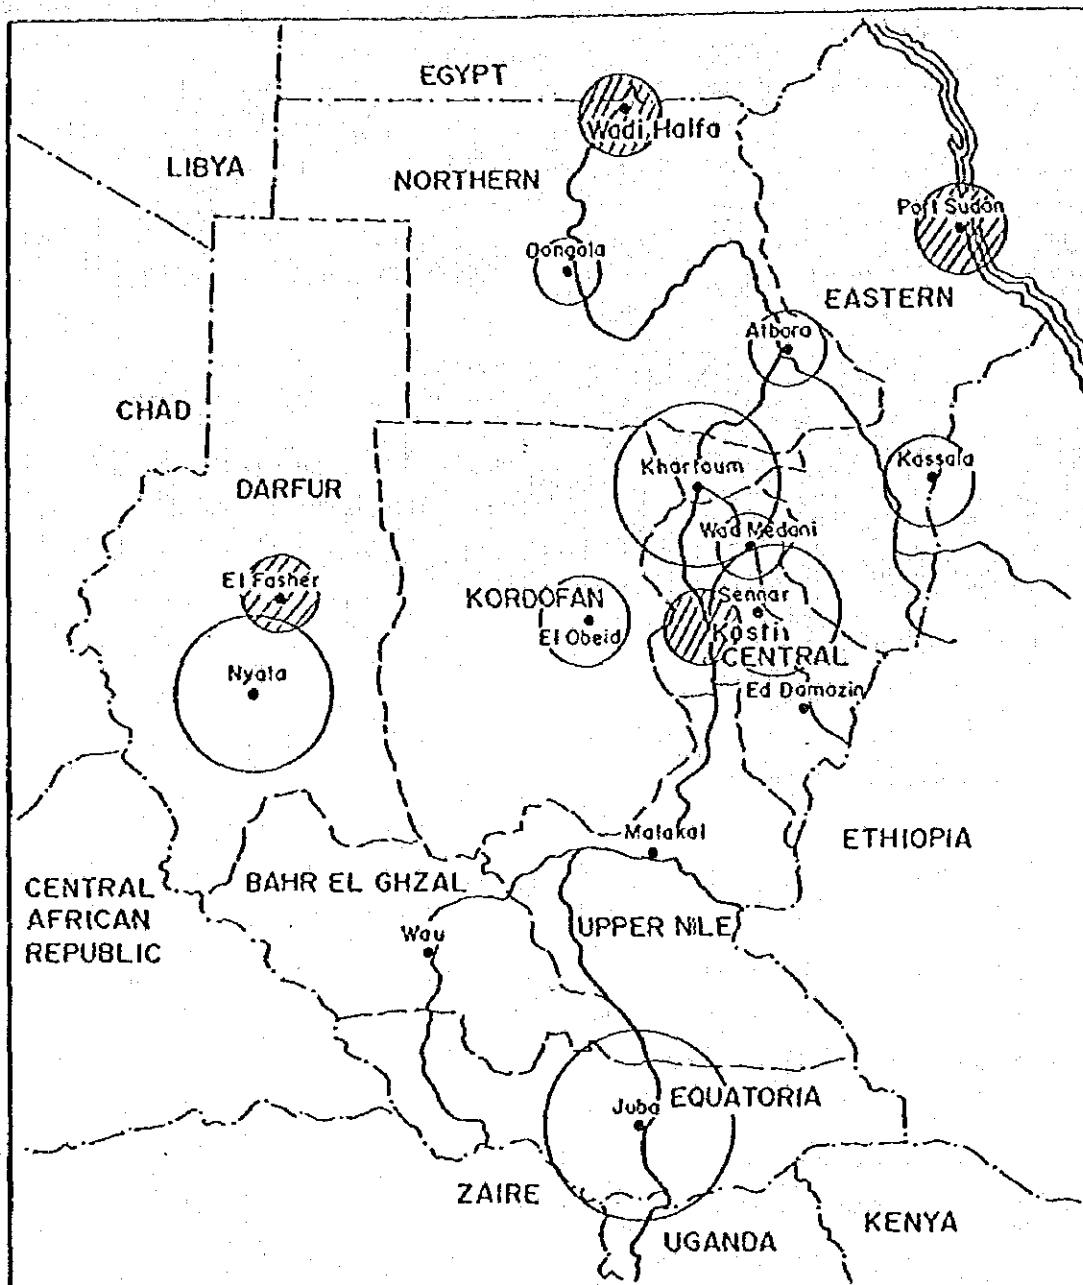 EGYPT
Wadi Halfa
LIBYA
NORTHERN
Port Sudan
Dongola
EASTERN
Atbara
CHAD
Khartoum
Kassala
DARFUR
Wad Medani
El Fasher
KORDOFAN
Sennar
El Obeid
Kosti
CENTRAL
Nyala
Ed Damazin
Malakal
ETHIOPIA
BAHR EL GHZAL
CENTRAL
AFRICAN
REPUBLIC
UPPER NILE
Wau
Juba
EQUATORIA
ZAIRE
UGANDA
KENYA